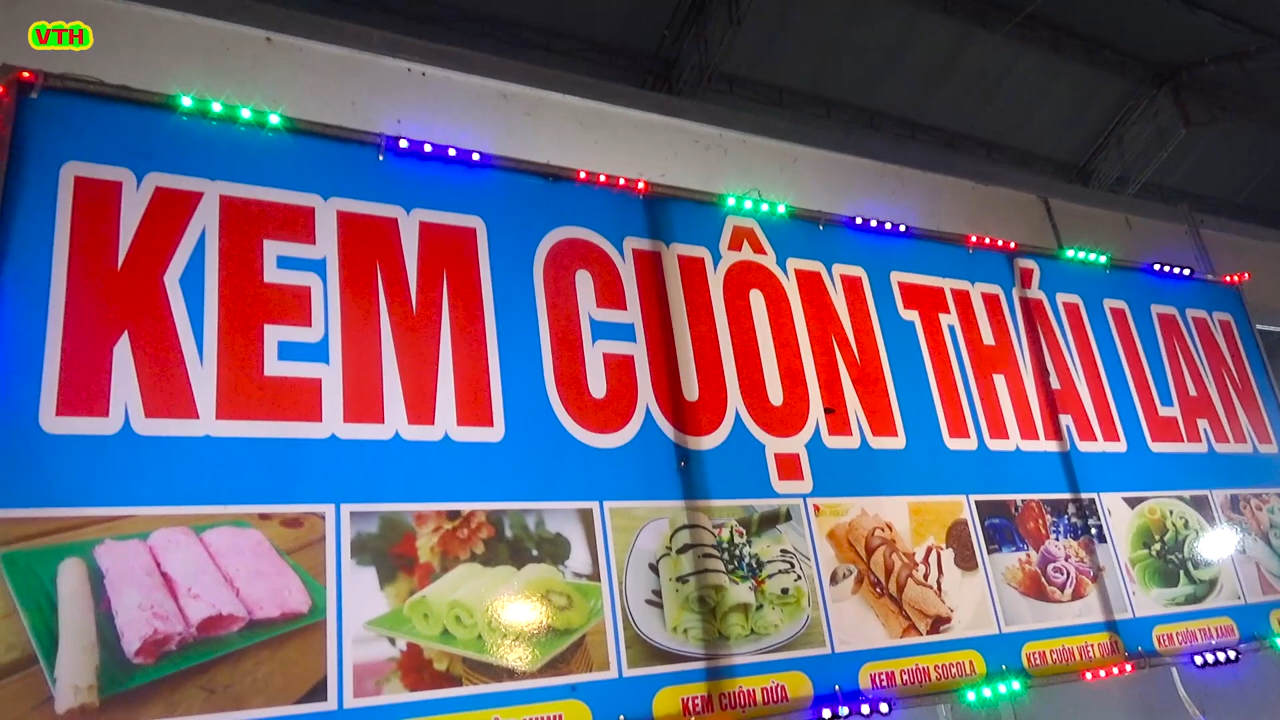 VTH
KEM CUỘN THÁI LAN
KEM CUỘN DỪA
KEM CUỘN SOCOLA
KEM CUỘN VIỆT QUẤT
KEM CUỘN TRÀ XANH